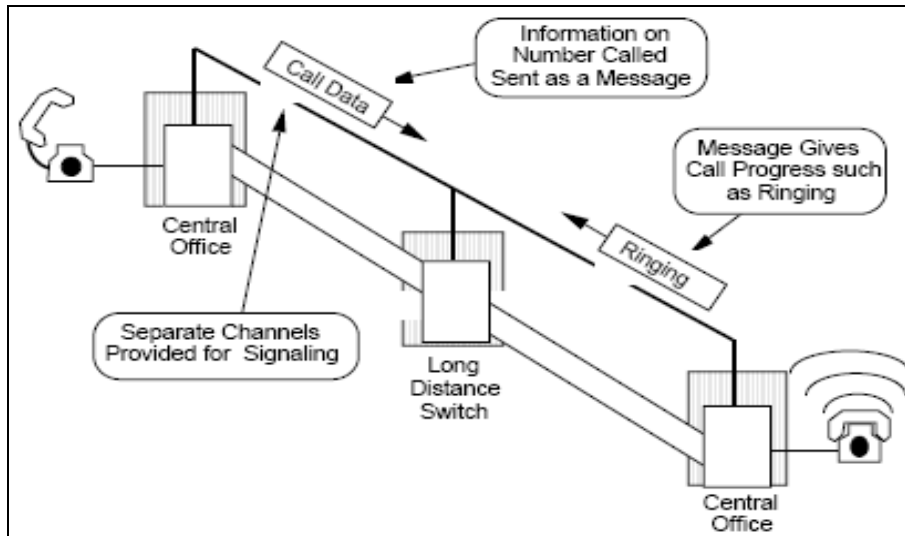 Information on
Number Called
Sent as a Message
Call Data
Message Gives
Call Progress such
as Ringing
Ringing
Central
Office
Separate Channels
Provided for Signaling
Long
Distance
Switch
Central
Office